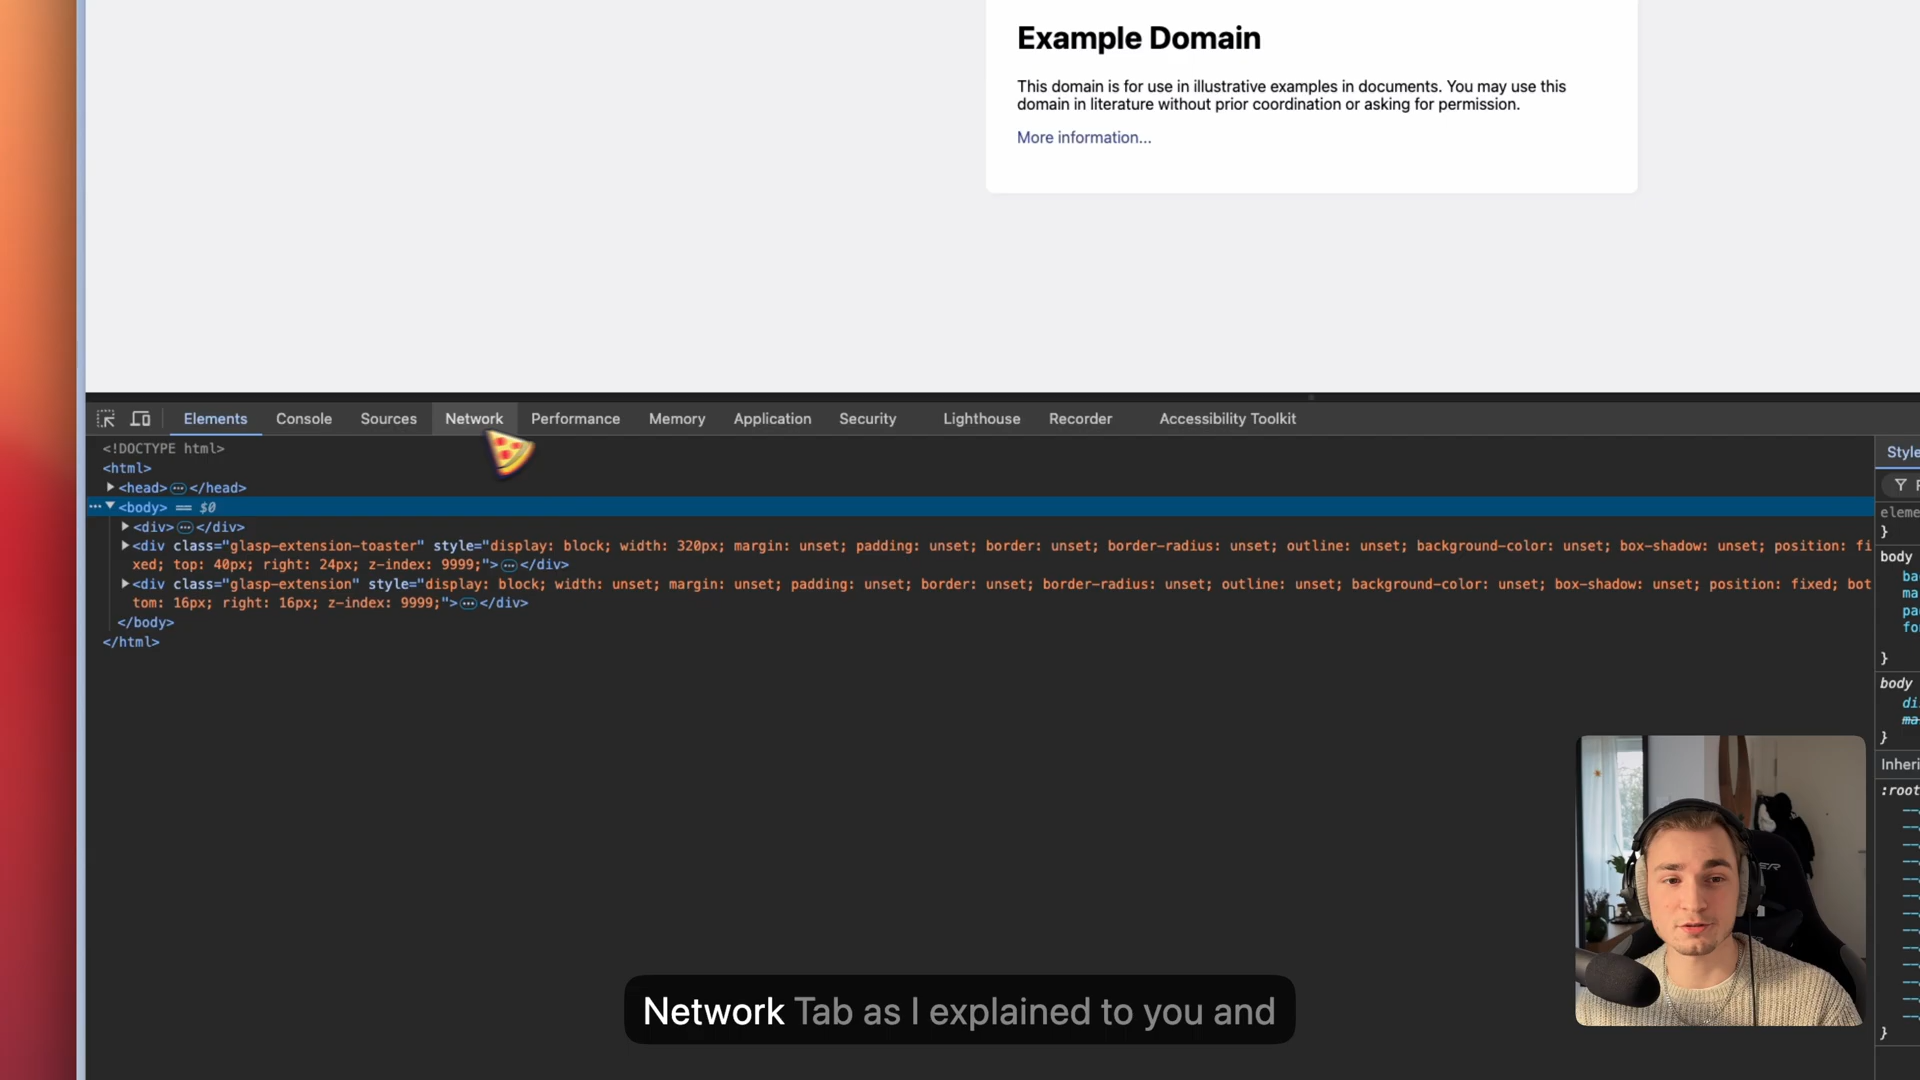 Example Domain
This domain is for use in illustrative examples in documents. You may use this
domain in literature without prior coordination or asking for permission.
More information...
Elements Console Sources Network Performance Memory Application Security Lighthouse Recorder Accessibility Toolkit
<!DOCTYPE html>
<html>
<head> ⋯ </head>
⋯ <body> == $0
<div> ⋯ </div>
<div class="glasp-extension-toaster" style="display: block; width: 320px; margin: unset; padding: unset; border: unset; border-radius: unset; outline: unset; background-color: unset; box-shadow: unset; position: fi
xed; top: 40px; right: 24px; z-index: 9999;"> ⋯ </div>
<div class="glasp-extension" style="display: block; width: unset; margin: unset; padding: unset; border: unset; border-radius: unset; outline: unset; background-color: unset; box-shadow: unset; position: fixed; bot
tom: 16px; right: 16px; z-index: 9999;"> ⋯ </div>
</body>
</html>
Style
F
eleme
}
body
ba
ma
pa
fo
}
body
di
ma
}
Inheri
:root
}
Network Tab as I explained to you and